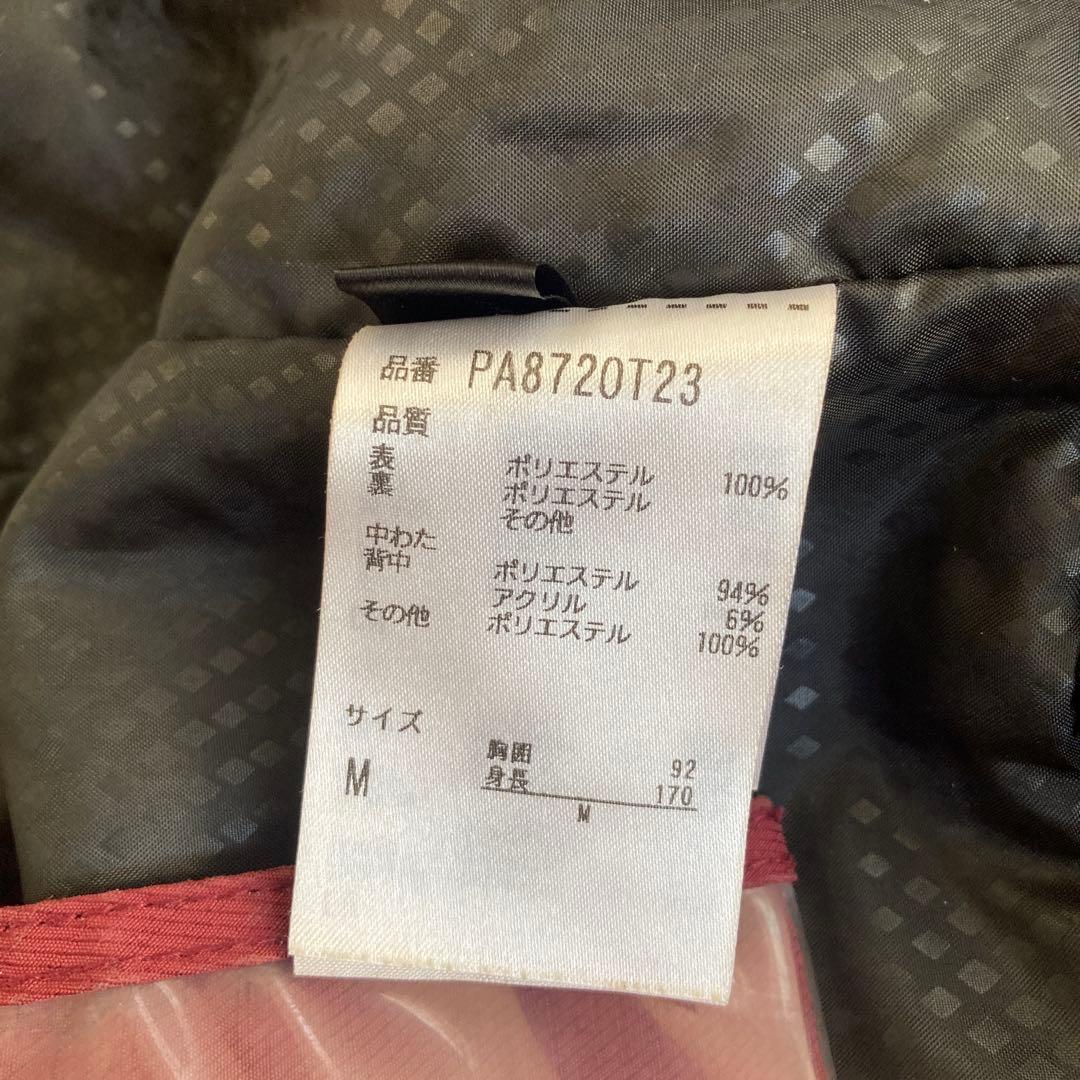 品番 PA8720T23
品質
表 ポリエステル 100%
裏 ポリエステル
その他
中わた
背中 ポリエステル 94%
アクリル 6%
その他 ポリエステル 100%
サイズ
M
胸囲 92
身長 170
M